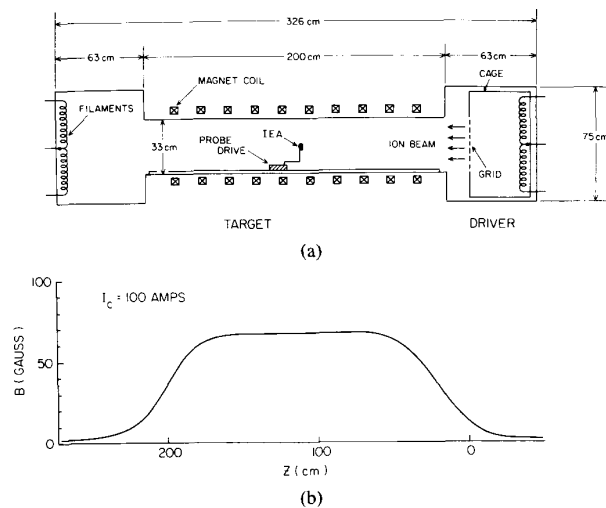 326 cm
63 cm 200 cm 63 cm
CAGE
MAGNET COIL
FILAMENTS
IEA
PROBE
DRIVE
ION BEAM
33 cm
75 cm
GRID
TARGET DRIVER
(a)
100
I_c = 100 AMPS
B (GAUSS)
50
0
200 100 0
Z (cm)
(b)